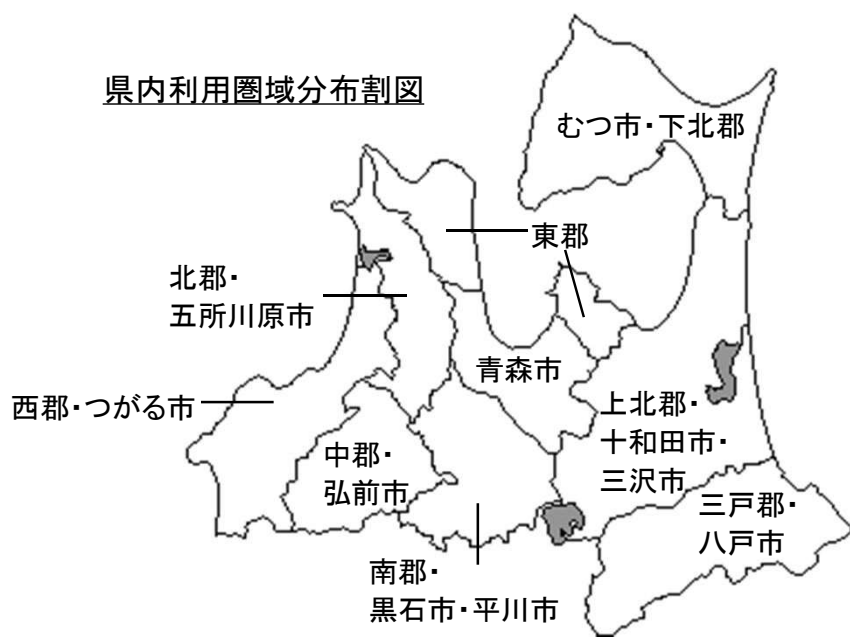 県内利用圏域分布割図
むつ市・下北郡
東郡
北郡・
五所川原市
青森市
西郡・つがる市
上北郡・
十和田市・
三沢市
中郡・
弘前市
三戸郡・
八戸市
南郡・
黒石市・平川市